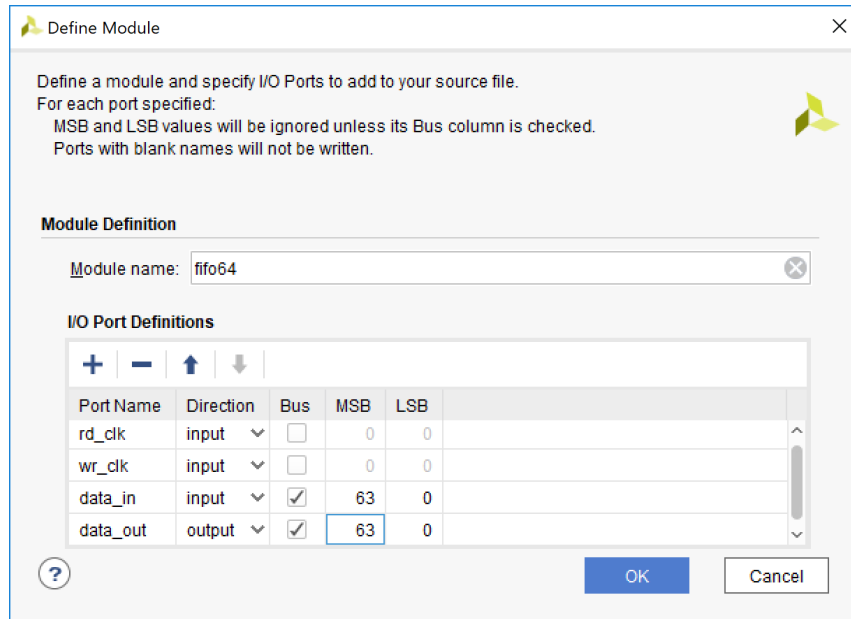 Define Module
Define a module and specify I/O Ports to add to your source file.
For each port specified:
MSB and LSB values will be ignored unless its Bus column is checked.
Ports with blank names will not be written.
Module Definition
Module name: fifo64
I/O Port Definitions
Port Name Direction Bus MSB LSB
rd_clk input 0 0
wr_clk input 0 0
data_in input 63 0
data_out output 63 0
? OK Cancel